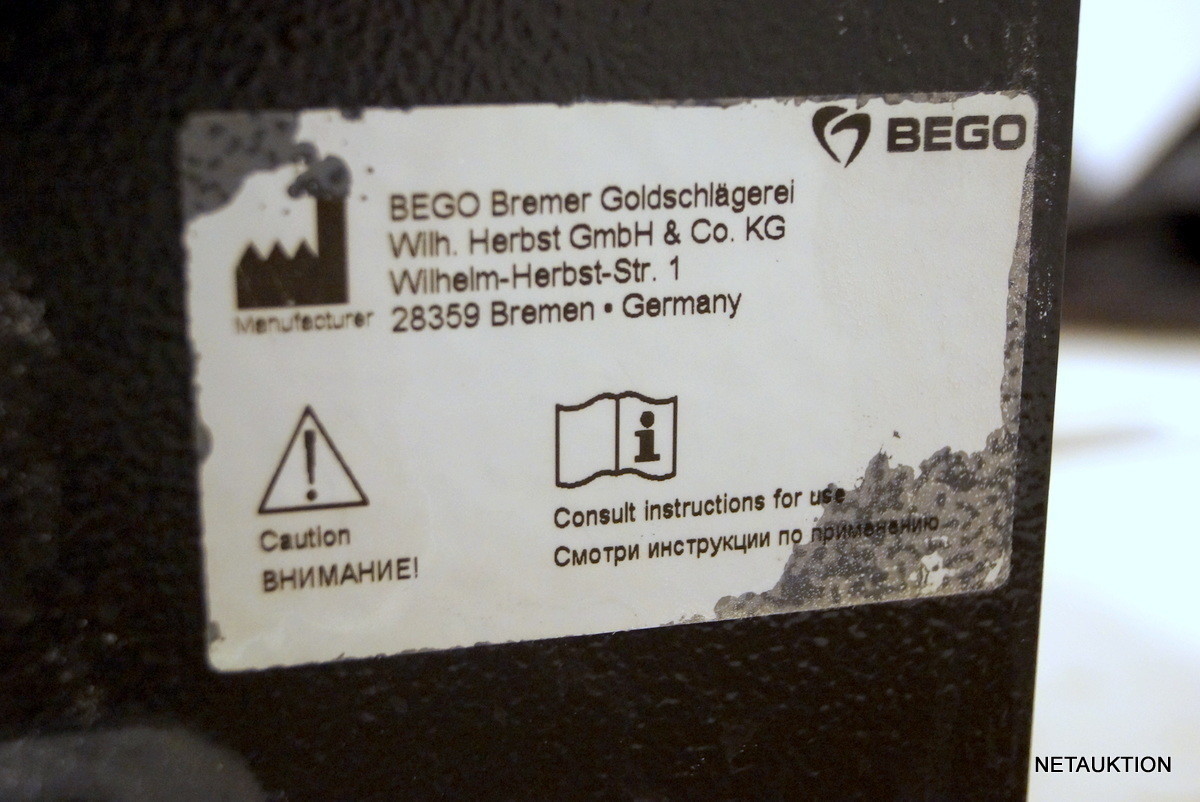 BEGO
BEGO Bremer Goldschlägerei
Wilh. Herbst GmbH & Co. KG
Wilhelm-Herbst-Str. 1
28359 Bremen • Germany
Manufacturer
Caution
ВНИМАНИЕ!
Consult instructions for use
Смотри инструкции по применению
NETAUKTION